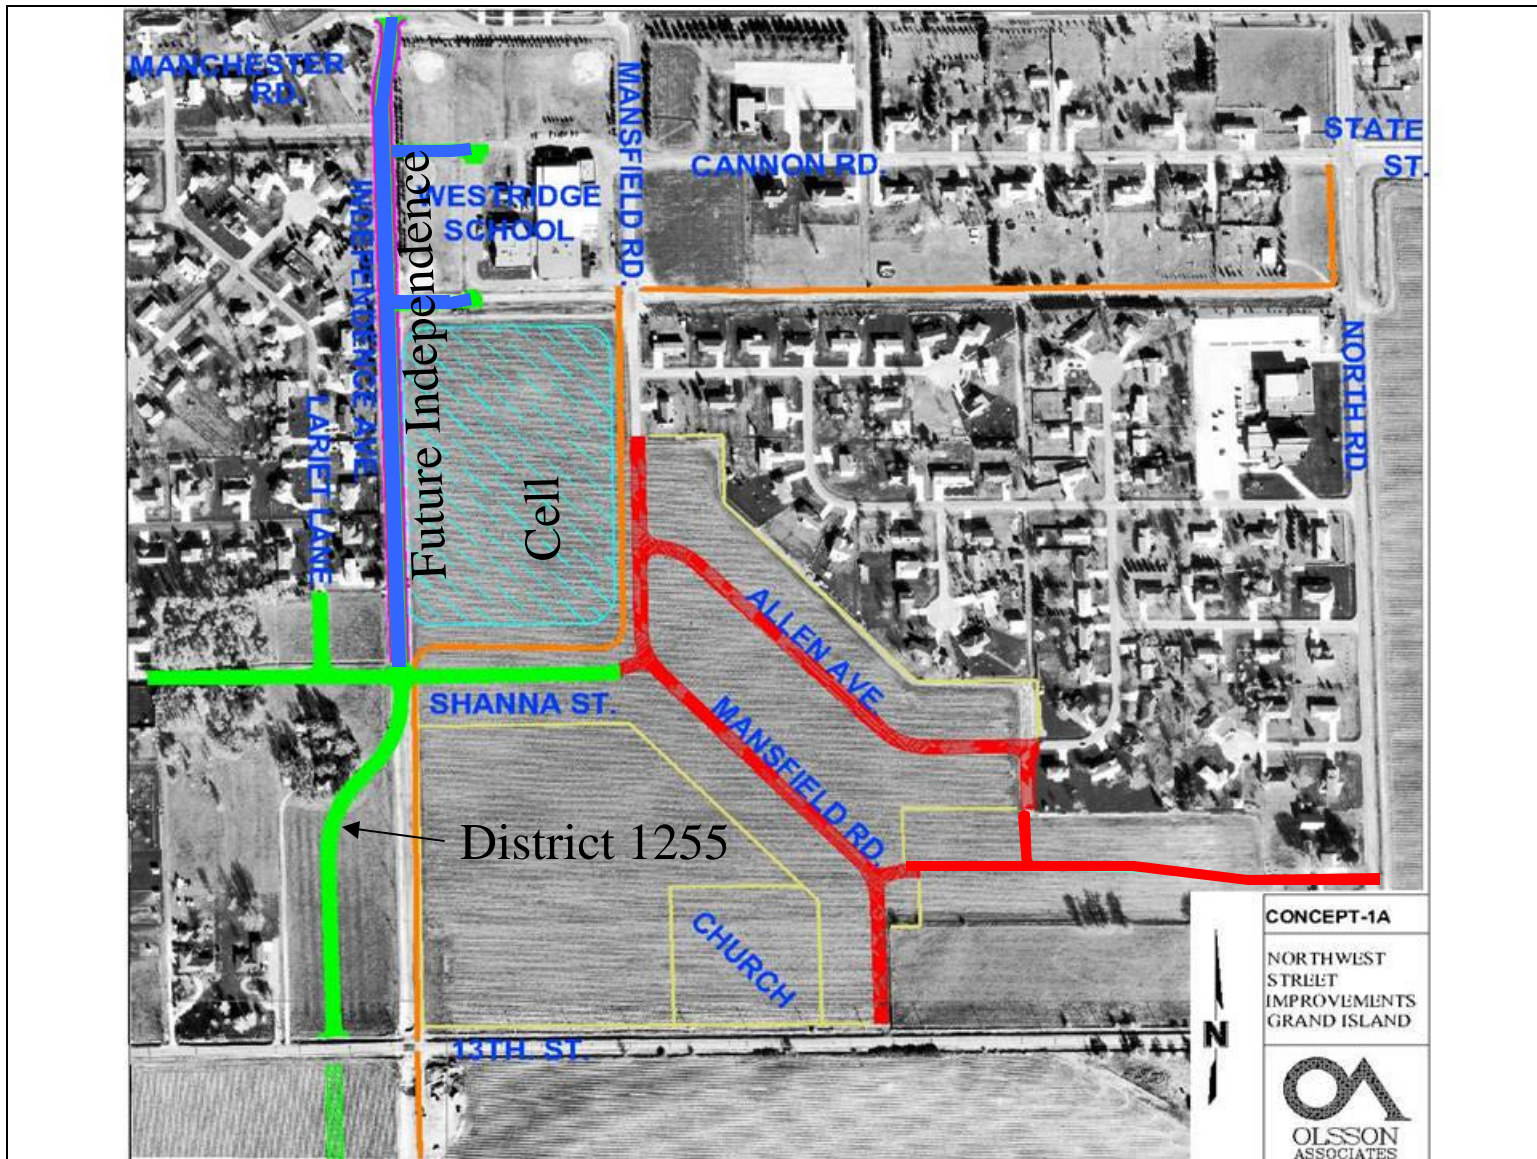 MANCHESTER
RD.
MANSFIELD RD.
STATE
ST.
CANNON RD.
WESTRIDGE
SCHOOL
INDEPENDENCE AVE.
Future Independence
LARIET LANE
NORTH RD.
Cell
ALLEN AVE.
SHANNA ST.
MANSFIELD RD.
District 1255
CHURCH
13TH ST.
N
CONCEPT-1A
NORTHWEST
STREET
IMPROVEMENTS
GRAND ISLAND
OA
OLSSON
ASSOCIATES